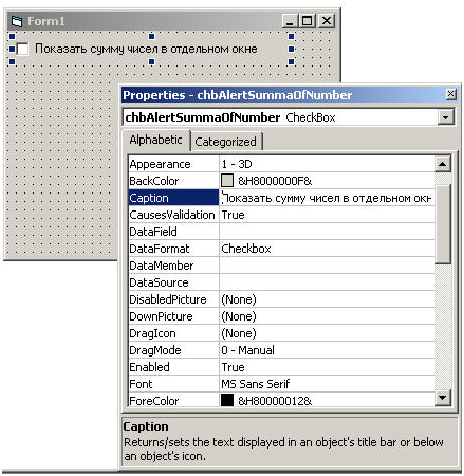 Form1
Показать сумму чисел в отдельном окне
Properties - chbAlertSummaOfNumber
chbAlertSummaOfNumber CheckBox
Alphabetic Categorized
Appearance 1 - 3D
BackColor &H8000000F&
Caption Показать сумму чисел в отдельном окн
CausesValidation True
DataField
DataFormat Checkbox
DataMember
DataSource
DisabledPicture (None)
DownPicture (None)
DragIcon (None)
DragMode 0 - Manual
Enabled True
Font MS Sans Serif
ForeColor &H80000012&
Caption
Returns/sets the text displayed in an object's title bar or below
an object's icon.